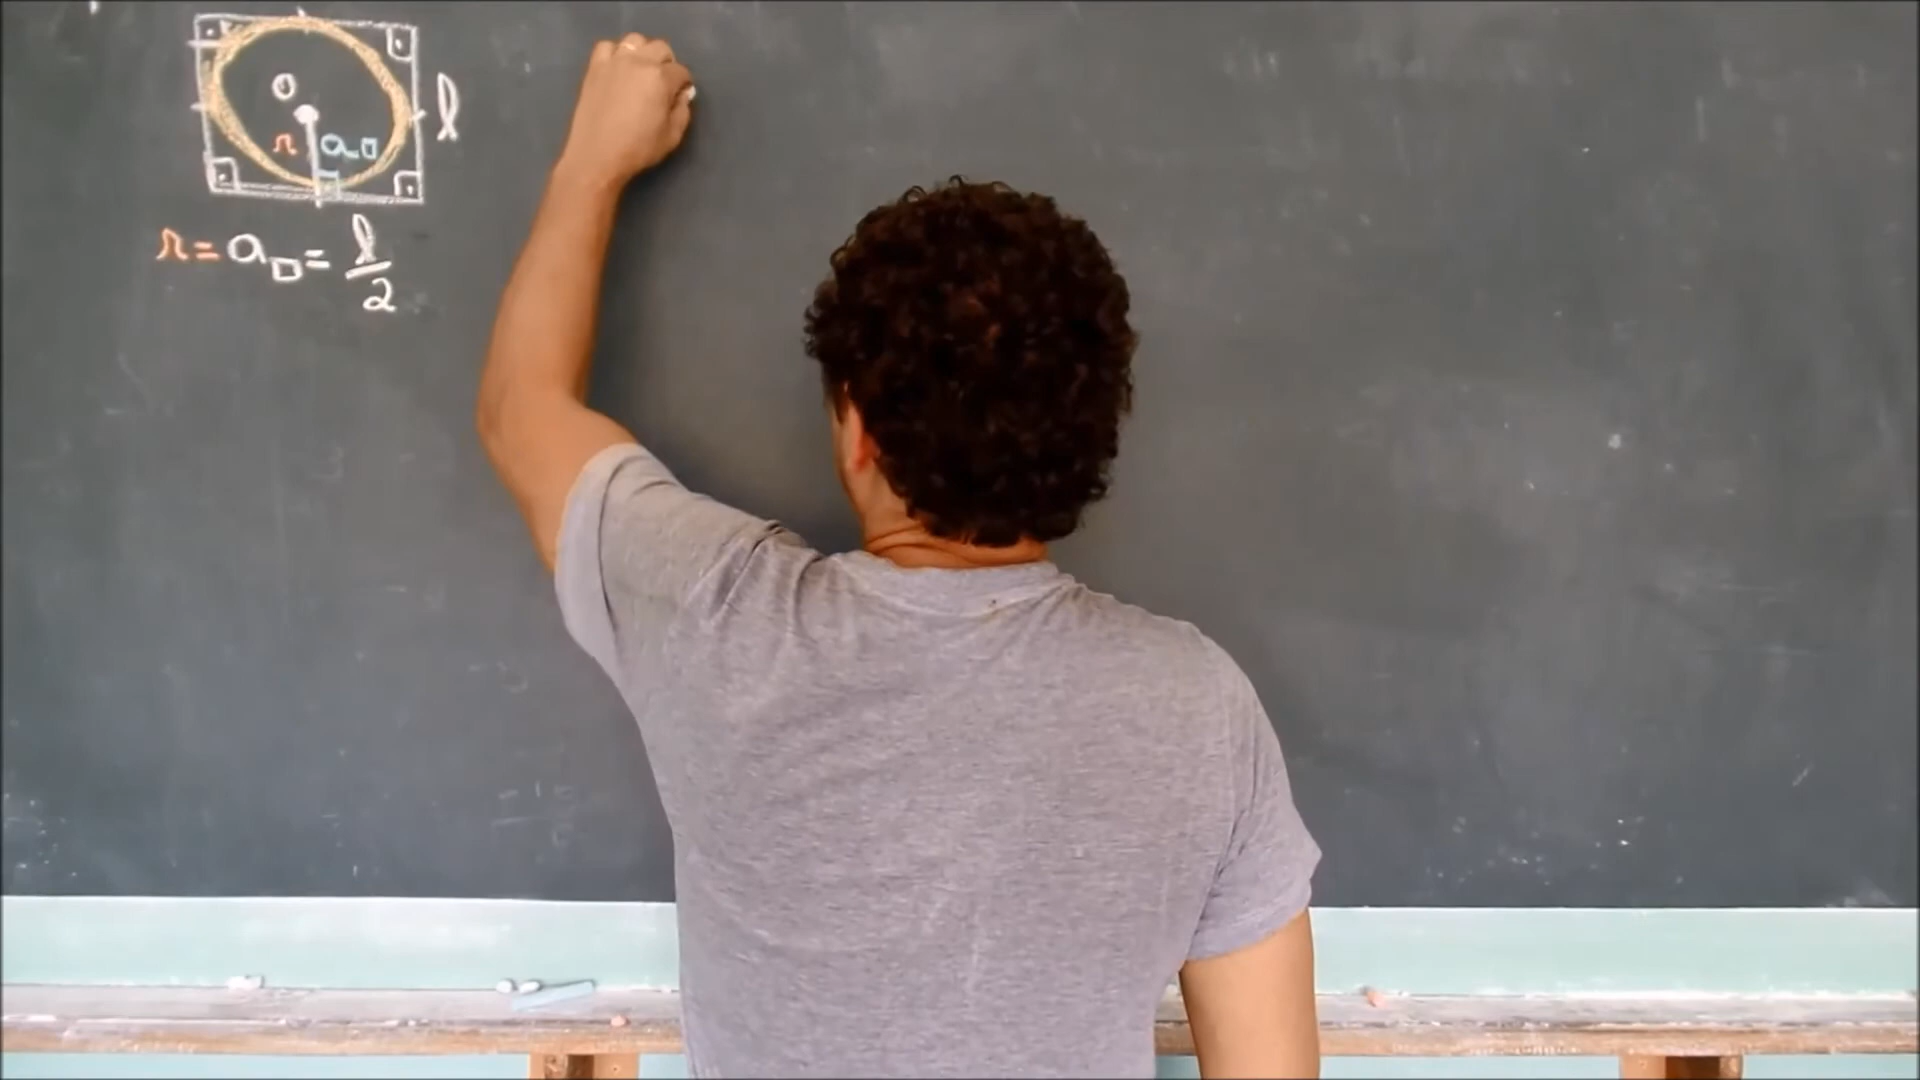 O
l
r a□
r = a□ = l/2